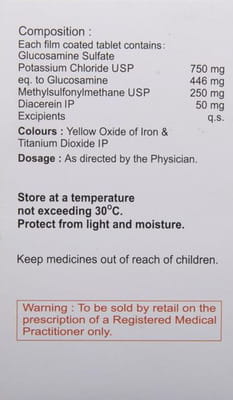 Composition :
Each film coated tablet contains:
Glucosamine Sulfate
Potassium Chloride USP 750 mg
eq. to Glucosamine 446 mg
Methylsulfonylmethane USP 250 mg
Diacerein IP 50 mg
Excipients q.s.
Colours : Yellow Oxide of Iron &
Titanium Dioxide IP
Dosage : As directed by the Physician.
Store at a temperature
not exceeding 30°C.
Protect from light and moisture.
Keep medicines out of reach of children.
Warning : To be sold by retail on the
prescription of a Registered Medical
Practitioner only.